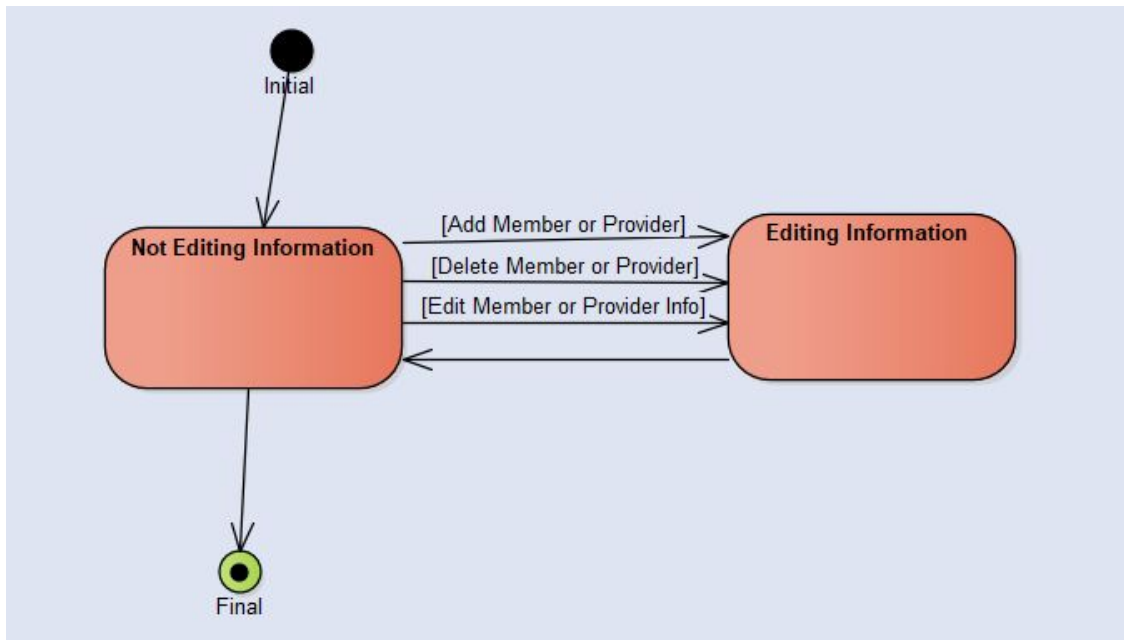 Initial
[Add Member or Provider]
Not Editing Information
Editing Information
[Delete Member or Provider]
[Edit Member or Provider Info]
Final